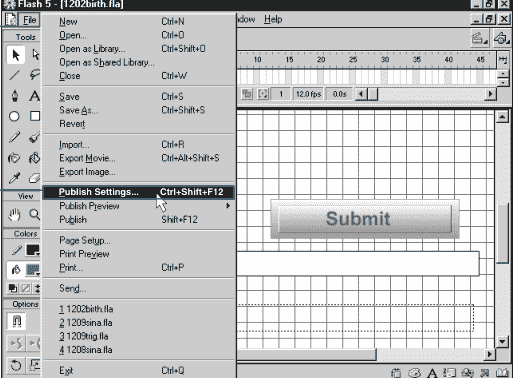 Flash 5 - [1202birth.fla]
File
dow Help
Tools
New Ctrl+N
Open... Ctrl+O
Open as Library... Ctrl+Shift+O
Open as Shared Library...
Close Ctrl+W
Save Ctrl+S
Save As... Ctrl+Shift+S
Revert
Import... Ctrl+R
Export Movie... Ctrl+Alt+Shift+S
Export Image...
Publish Settings... Ctrl+Shift+F12
Publish Preview
Publish Shift+F12
Page Setup...
Print Preview
Print... Ctrl+P
Send...
1 1202birth.fla
2 1209sina.fla
3 1209trig.fla
4 1208sina.fla
Exit Ctrl+Q
10 15 20 25 30 35 40 45
1 12.0 fps 0.0s
A
View
Colors
Options
Submit
A